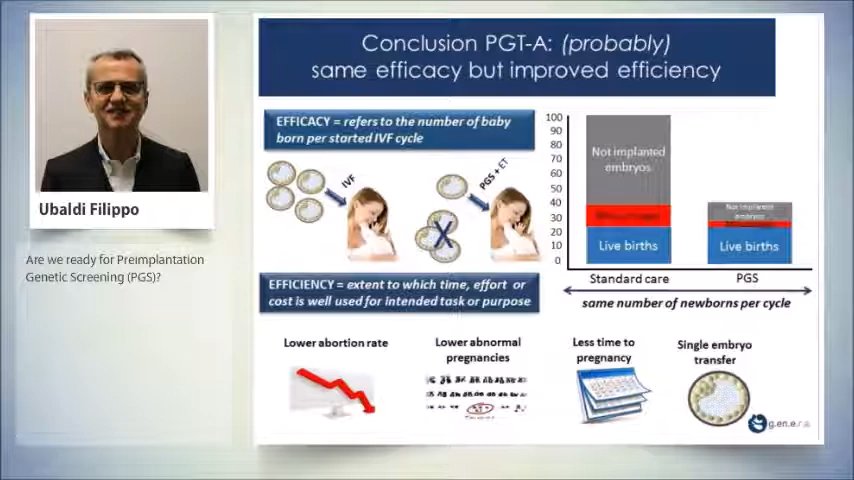 Ubaldi Filippo
Are we ready for Preimplantation
Genetic Screening (PGS)?
Conclusion PGT-A: (probably)
same efficacy but improved efficiency
EFFICACY = refers to the number of baby
born per started IVF cycle
IVF
PGS + ET
100
90
80
70
60
50
40
30
20
10
0
Not implanted
embryos
Live births
Not implanted
embryos
Live births
Standard care
PGS
same number of newborns per cycle
EFFICIENCY = extent to which time, effort or
cost is well used for intended task or purpose
Lower abortion rate
Lower abnormal
pregnancies
Less time to
pregnancy
Single embryo
transfer
g.en.e.r.a.